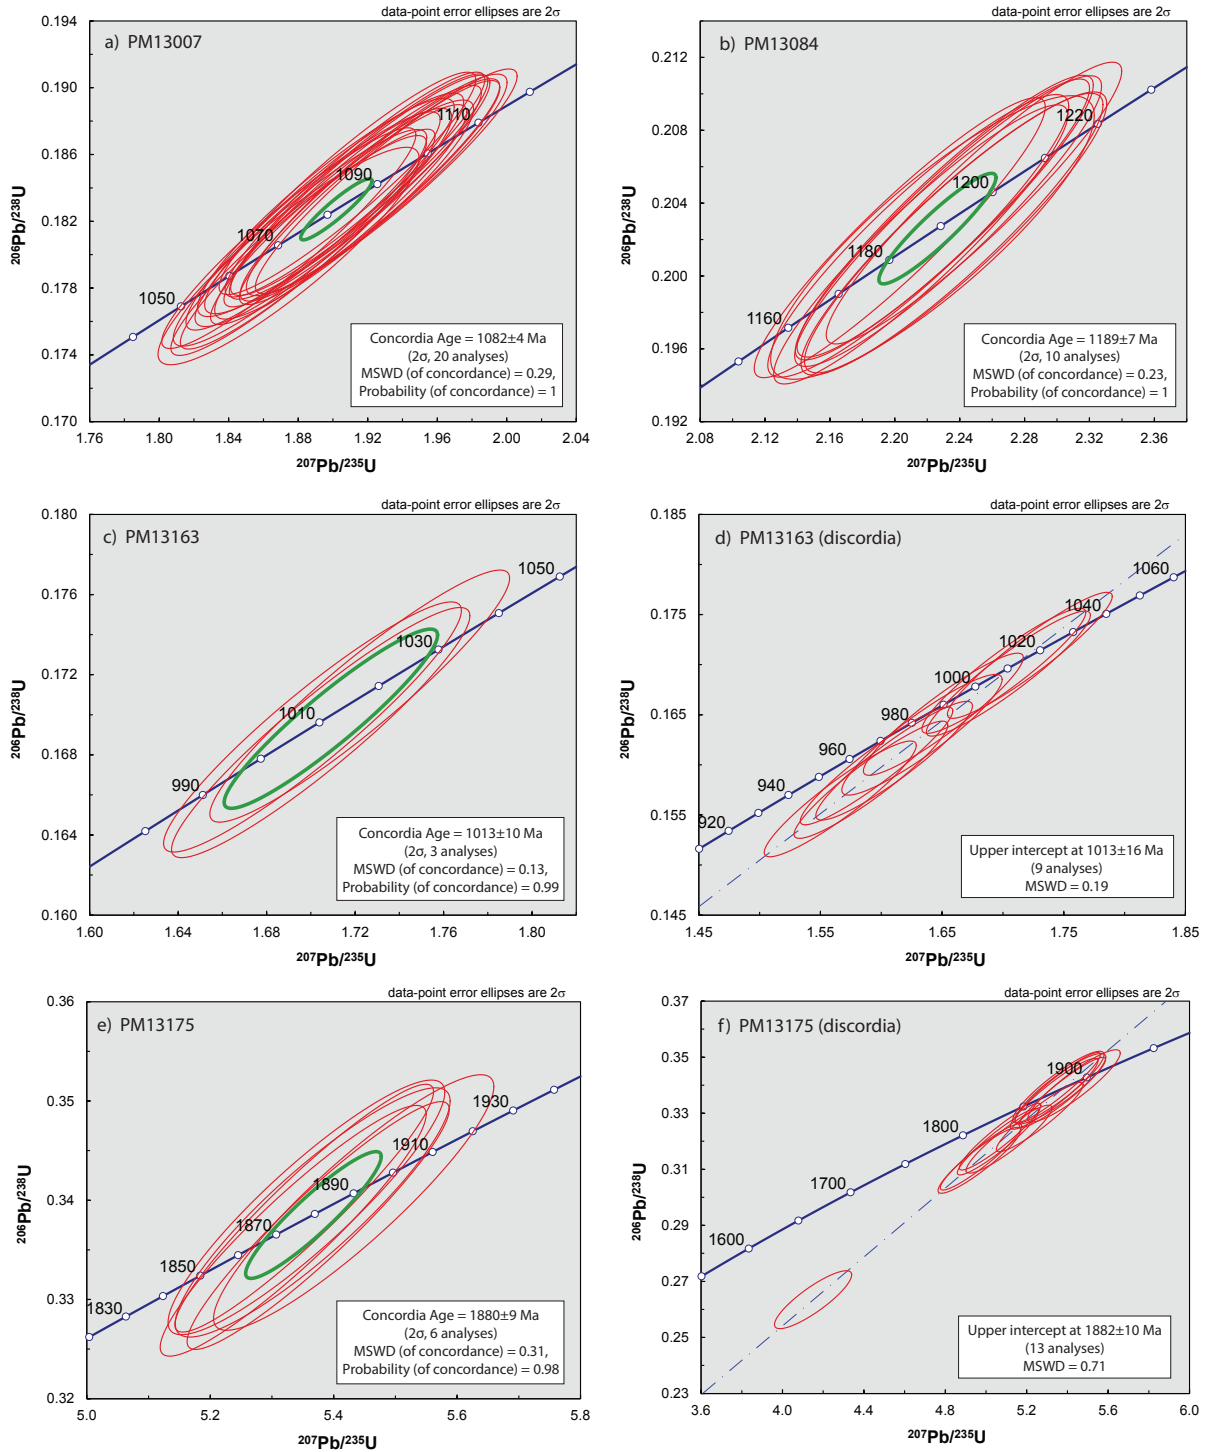 data-point error ellipses are 2σ
a) PM13007
0.194
0.190
0.186
0.182
0.178
0.174
0.170
²⁰⁶Pb/²³⁸U
1110
1090
1070
1050
Concordia Age = 1082±4 Ma
(2σ, 20 analyses)
MSWD (of concordance) = 0.29,
Probability (of concordance) = 1
1.76 1.80 1.84 1.88 1.92 1.96 2.00 2.04
²⁰⁷Pb/²³⁵U
data-point error ellipses are 2σ
b) PM13084
0.212
0.208
0.204
0.200
0.196
0.192
²⁰⁶Pb/²³⁸U
1220
1200
1180
1160
Concordia Age = 1189±7 Ma
(2σ, 10 analyses)
MSWD (of concordance) = 0.23,
Probability (of concordance) = 1
2.08 2.12 2.16 2.20 2.24 2.28 2.32 2.36
²⁰⁷Pb/²³⁵U
data-point error ellipses are 2σ
c) PM13163
0.180
0.176
0.172
0.168
0.164
0.160
²⁰⁶Pb/²³⁸U
1050
1030
1010
990
Concordia Age = 1013±10 Ma
(2σ, 3 analyses)
MSWD (of concordance) = 0.13,
Probability (of concordance) = 0.99
1.60 1.64 1.68 1.72 1.76 1.80
²⁰⁷Pb/²³⁵U
data-point error ellipses are 2σ
d) PM13163 (discordia)
0.185
0.175
0.165
0.155
0.145
²⁰⁶Pb/²³⁸U
1060
1040
1020
1000
980
960
940
920
Upper intercept at 1013±16 Ma
(9 analyses)
MSWD = 0.19
1.45 1.55 1.65 1.75 1.85
²⁰⁷Pb/²³⁵U
data-point error ellipses are 2σ
e) PM13175
0.36
0.35
0.34
0.33
0.32
²⁰⁶Pb/²³⁸U
1930
1910
1890
1870
1850
1830
Concordia Age = 1880±9 Ma
(2σ, 6 analyses)
MSWD (of concordance) = 0.31,
Probability (of concordance) = 0.98
5.0 5.2 5.4 5.6 5.8
²⁰⁷Pb/²³⁵U
data-point error ellipses are 2σ
f) PM13175 (discordia)
0.37
0.35
0.33
0.31
0.29
0.27
0.25
0.23
²⁰⁶Pb/²³⁸U
1900
1800
1700
1600
Upper intercept at 1882±10 Ma
(13 analyses)
MSWD = 0.71
3.6 4.0 4.4 4.8 5.2 5.6 6.0
²⁰⁷Pb/²³⁵U